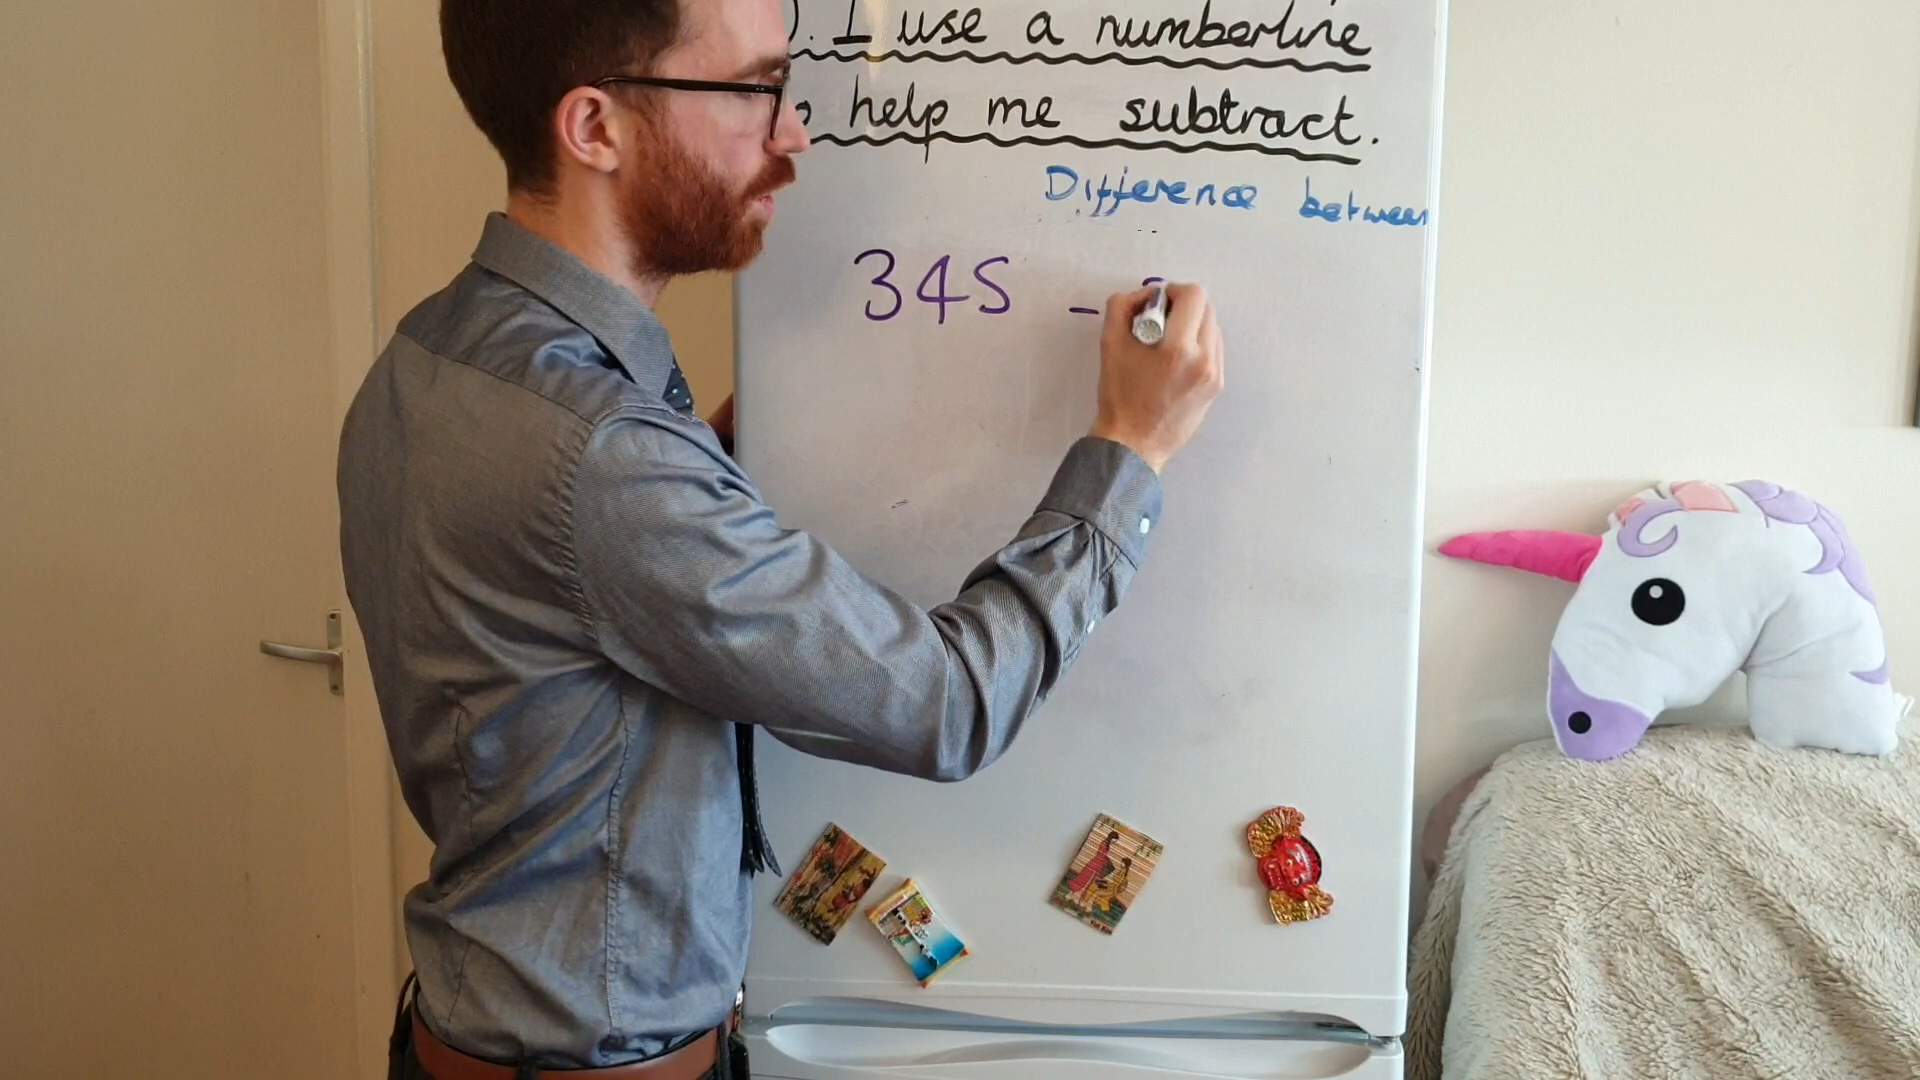 ). I use a numberline
help me subtract.
Difference between
345 -